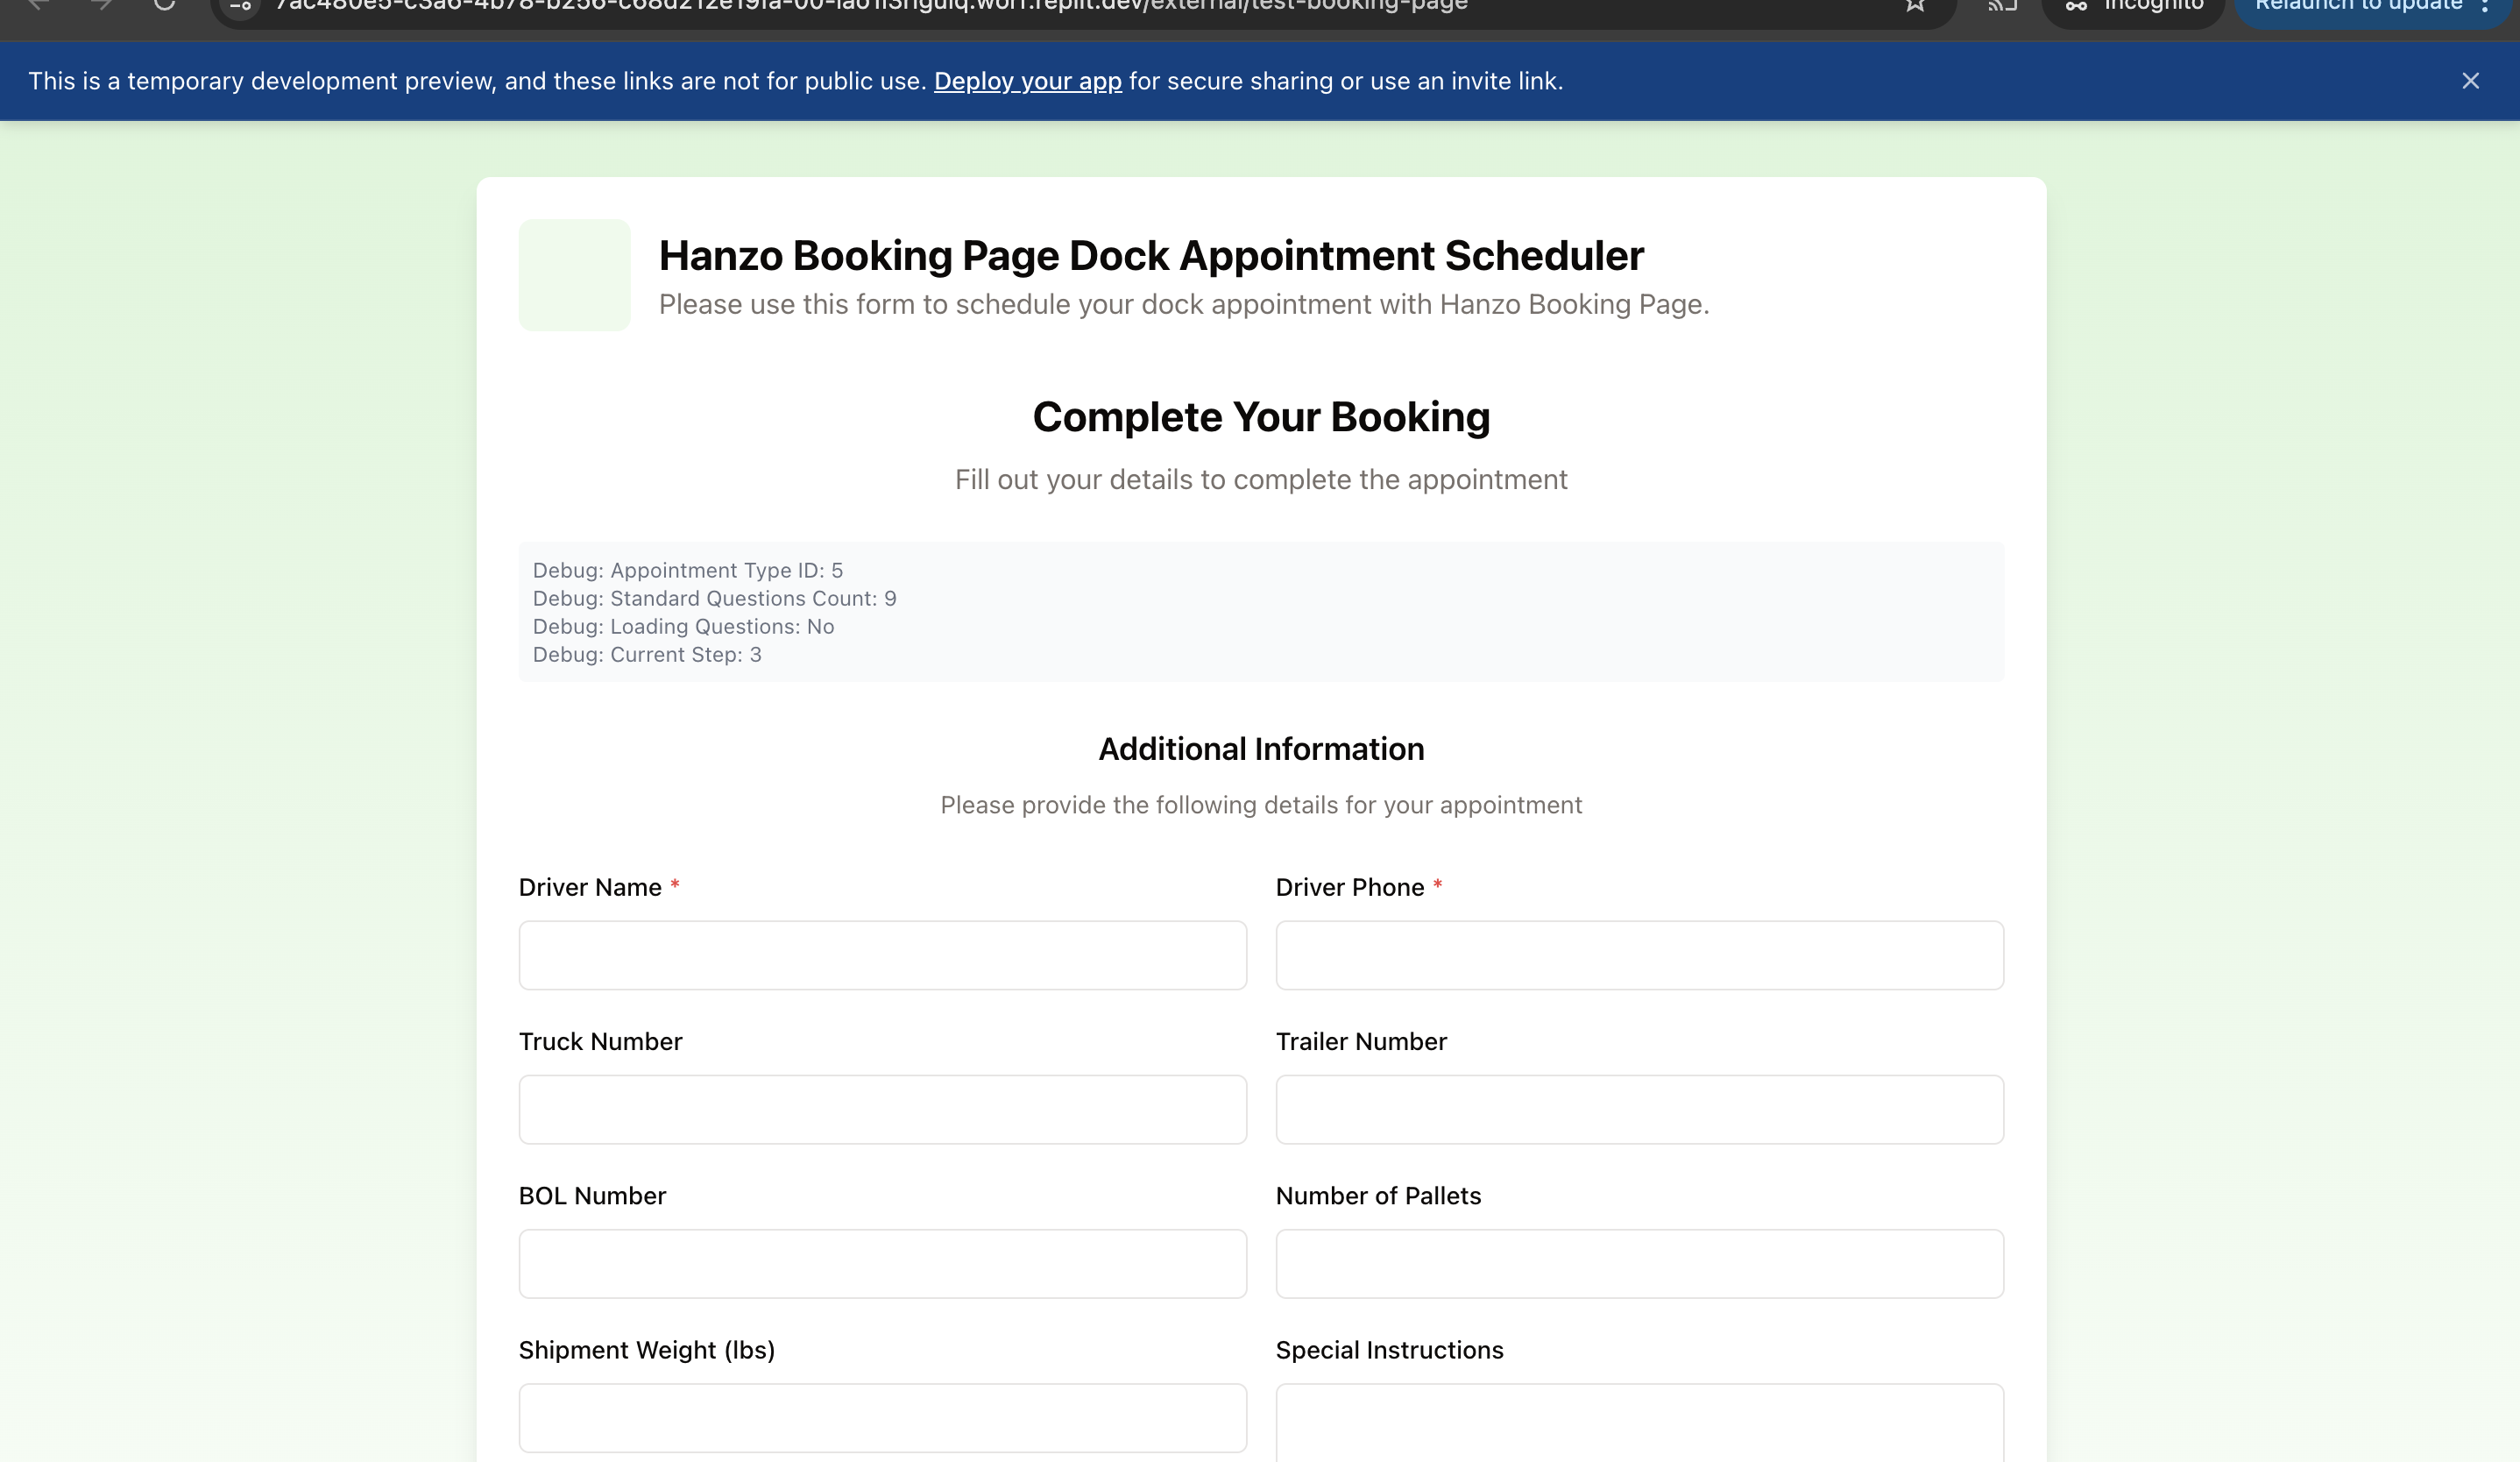 /external/test-booking-page
Incognito
Relaunch to update
This is a temporary development preview, and these links are not for public use. Deploy your app for secure sharing or use an invite link.
Hanzo Booking Page Dock Appointment Scheduler
Please use this form to schedule your dock appointment with Hanzo Booking Page.
Complete Your Booking
Fill out your details to complete the appointment
Debug: Appointment Type ID: 5
Debug: Standard Questions Count: 9
Debug: Loading Questions: No
Debug: Current Step: 3
Additional Information
Please provide the following details for your appointment
Driver Name *
Driver Phone *
Truck Number
Trailer Number
BOL Number
Number of Pallets
Shipment Weight (lbs)
Special Instructions